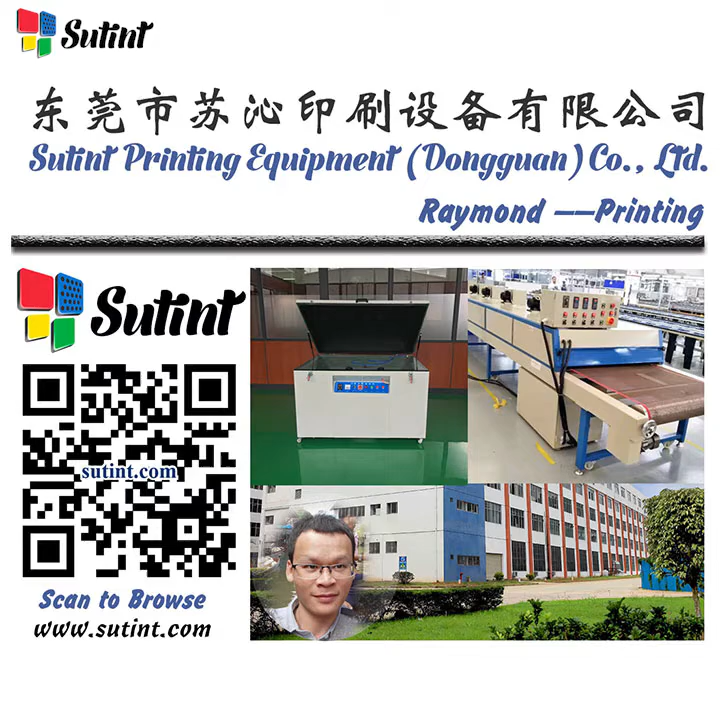 Sutint
东莞市苏沁印刷设备有限公司
Sutint Printing Equipment (Dongguan) Co., Ltd.
Raymond ——Printing
Sutint
sutint.com
Scan to Browse
www.sutint.com